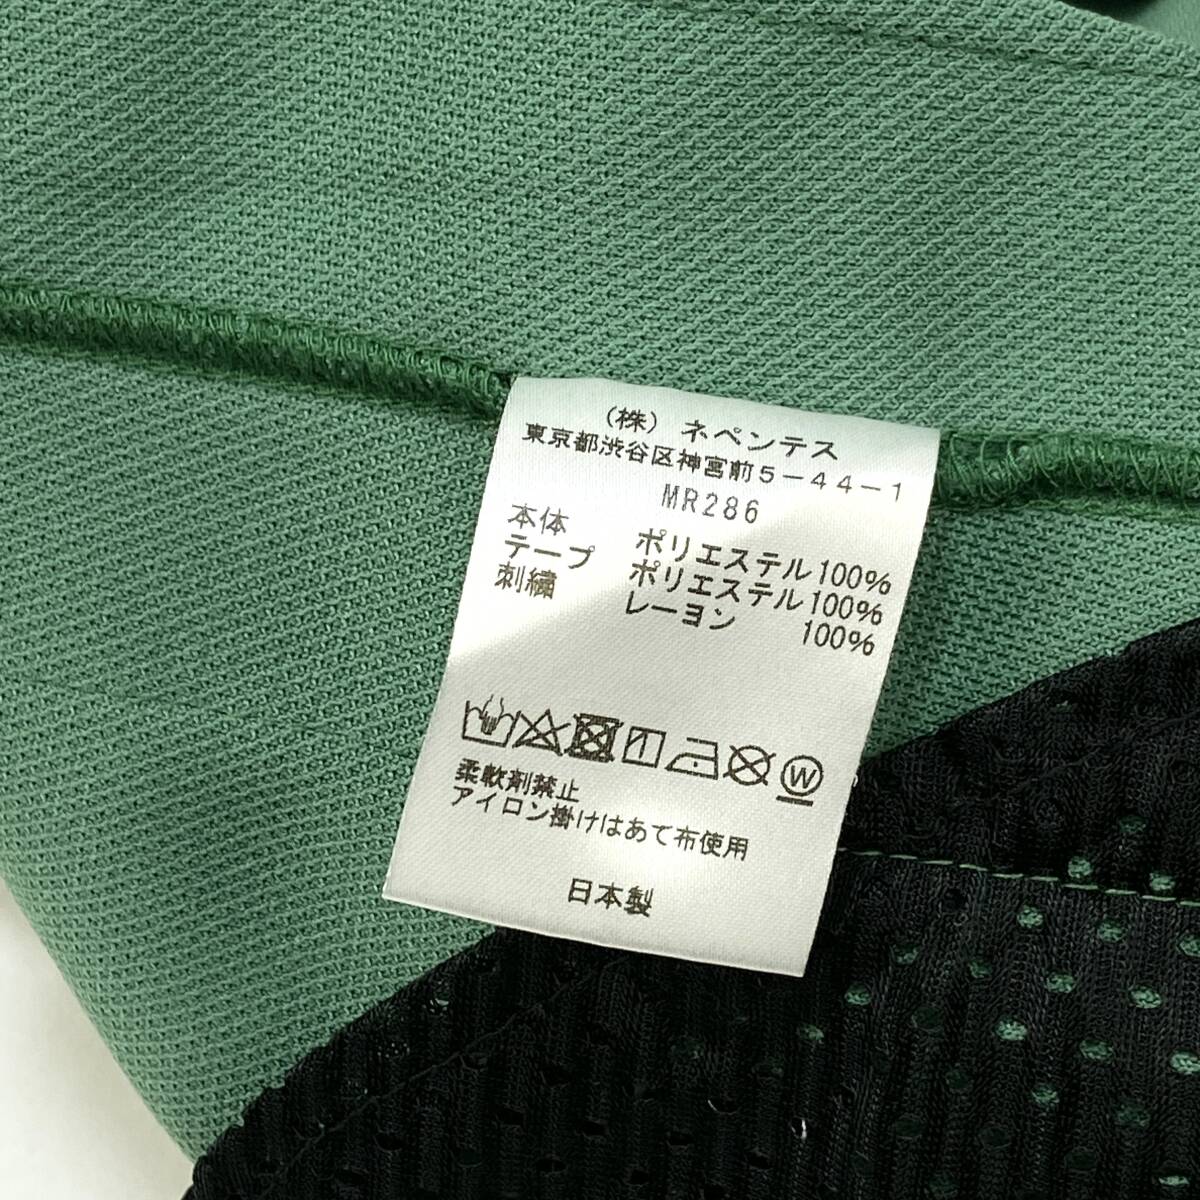 （株）ネペンテス
東京都渋谷区神宮前５－４４－１
MR286
本体 ポリエステル100%
テープ ポリエステル100%
刺繍 レーヨン 100%
W
柔軟剤禁止
アイロン掛けはあて布使用
日本製